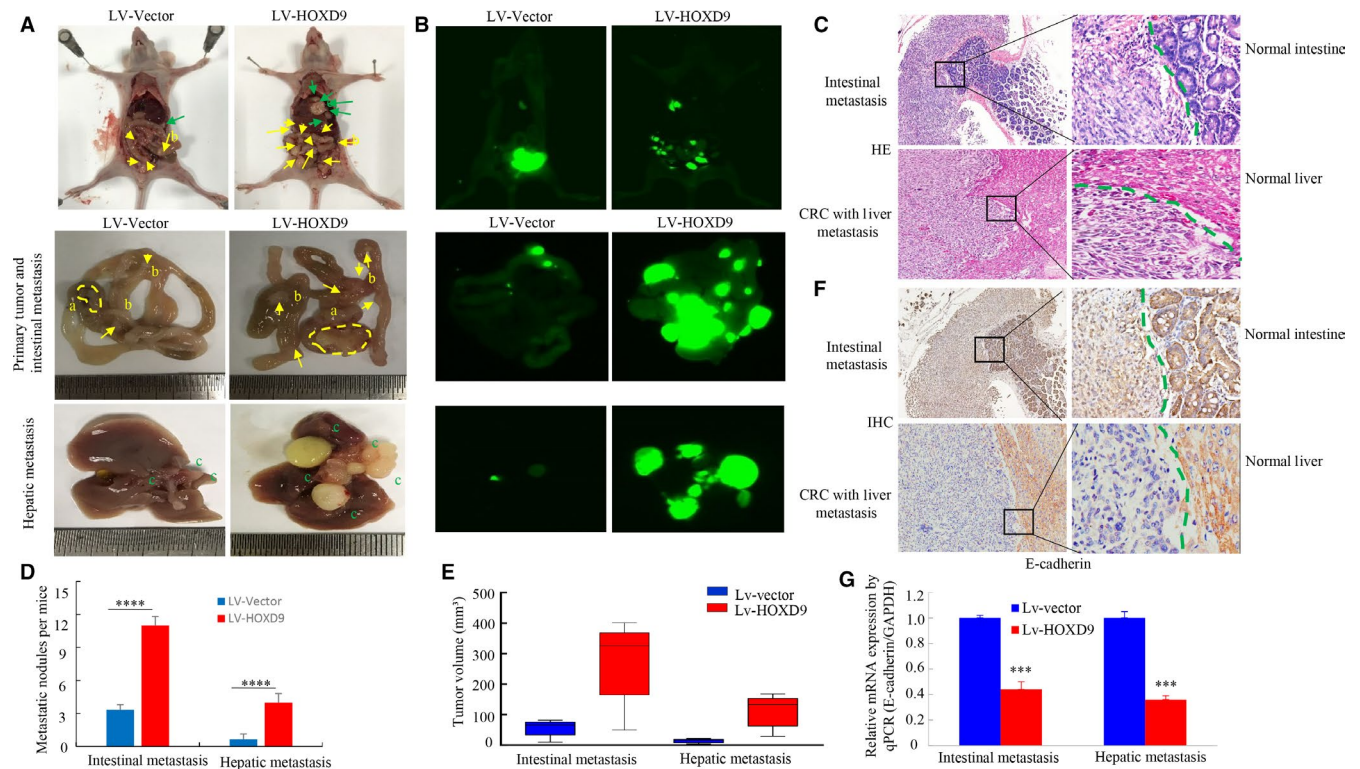 A
LV-Vector
LV-HOXD9
b
LV-Vector
LV-HOXD9
Primary tumor and
intestinal metastasis
a
b
b
b
a
b
Hepatic metastasis
c
c
c
c
c
c
c
B
LV-Vector
LV-HOXD9
LV-Vector
LV-HOXD9
C
Intestinal
metastasis
Normal intestine
HE
CRC with liver
metastasis
Normal liver
F
Intestinal
metastasis
Normal intestine
IHC
CRC with liver
metastasis
Normal liver
E-cadherin
D
Metastatic nodules per mice
15
12
9
6
3
0
****
****
LV-Vector
LV-HOXD9
Intestinal metastasis
Hepatic metastasis
E
Tumor volume (mm³)
500
400
300
200
100
0
Lv-vector
Lv-HOXD9
Intestinal metastasis
Hepatic metastasis
G
Relative mRNA expression by
qPCR (E-cadherin/GAPDH)
1.2
1.0
0.8
0.6
0.4
0.2
0
Lv-vector
Lv-HOXD9
***
***
Intestinal metastasis
Hepatic metastasis